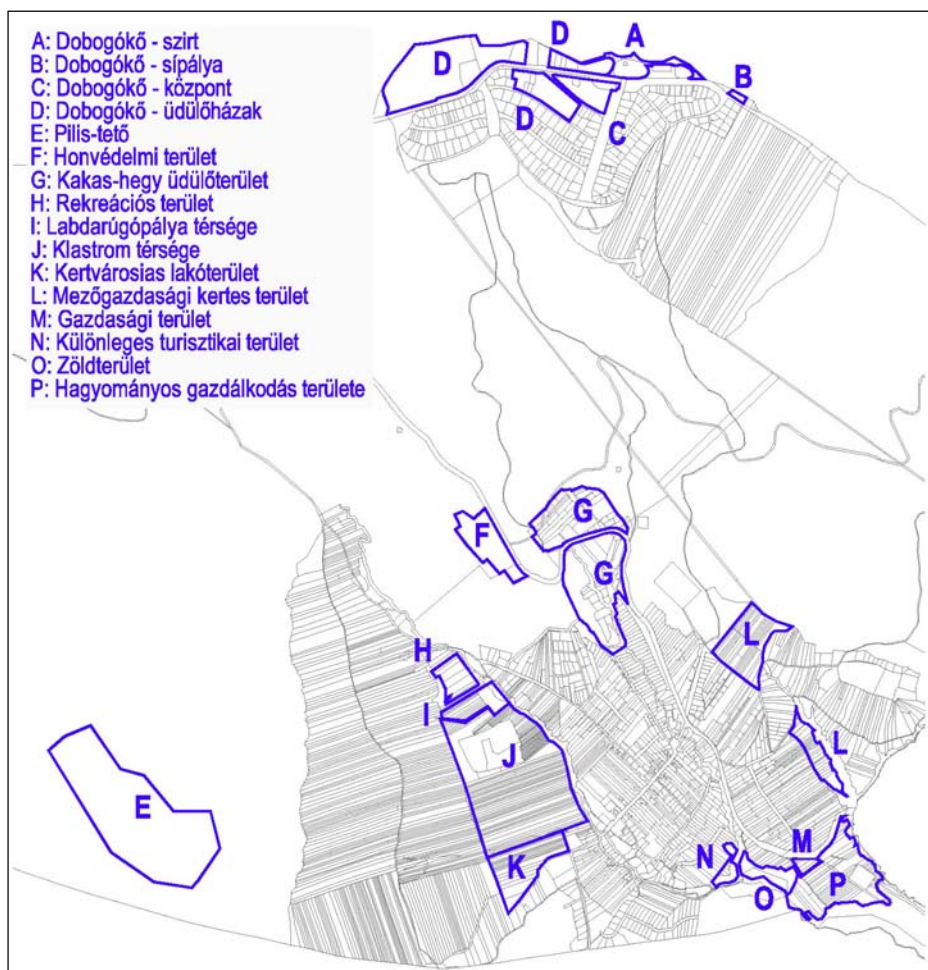 A: Dobogókő - szirt
B: Dobogókő - sípálya
C: Dobogókő - központ
D: Dobogókő - üdülőházak
E: Pilis-tető
F: Honvédelmi terület
G: Kakas-hegy üdülőterület
H: Rekreációs terület
I: Labdarúgópálya térsége
J: Klastrom térsége
K: Kertvárosias lakóterület
L: Mezőgazdasági kertes terület
M: Gazdasági terület
N: Különleges turisztikai terület
O: Zöldterület
P: Hagyományos gazdálkodás területe
D
D
A
B
D
C
G
F
G
L
H
I
J
L
E
K
N
M
O
P